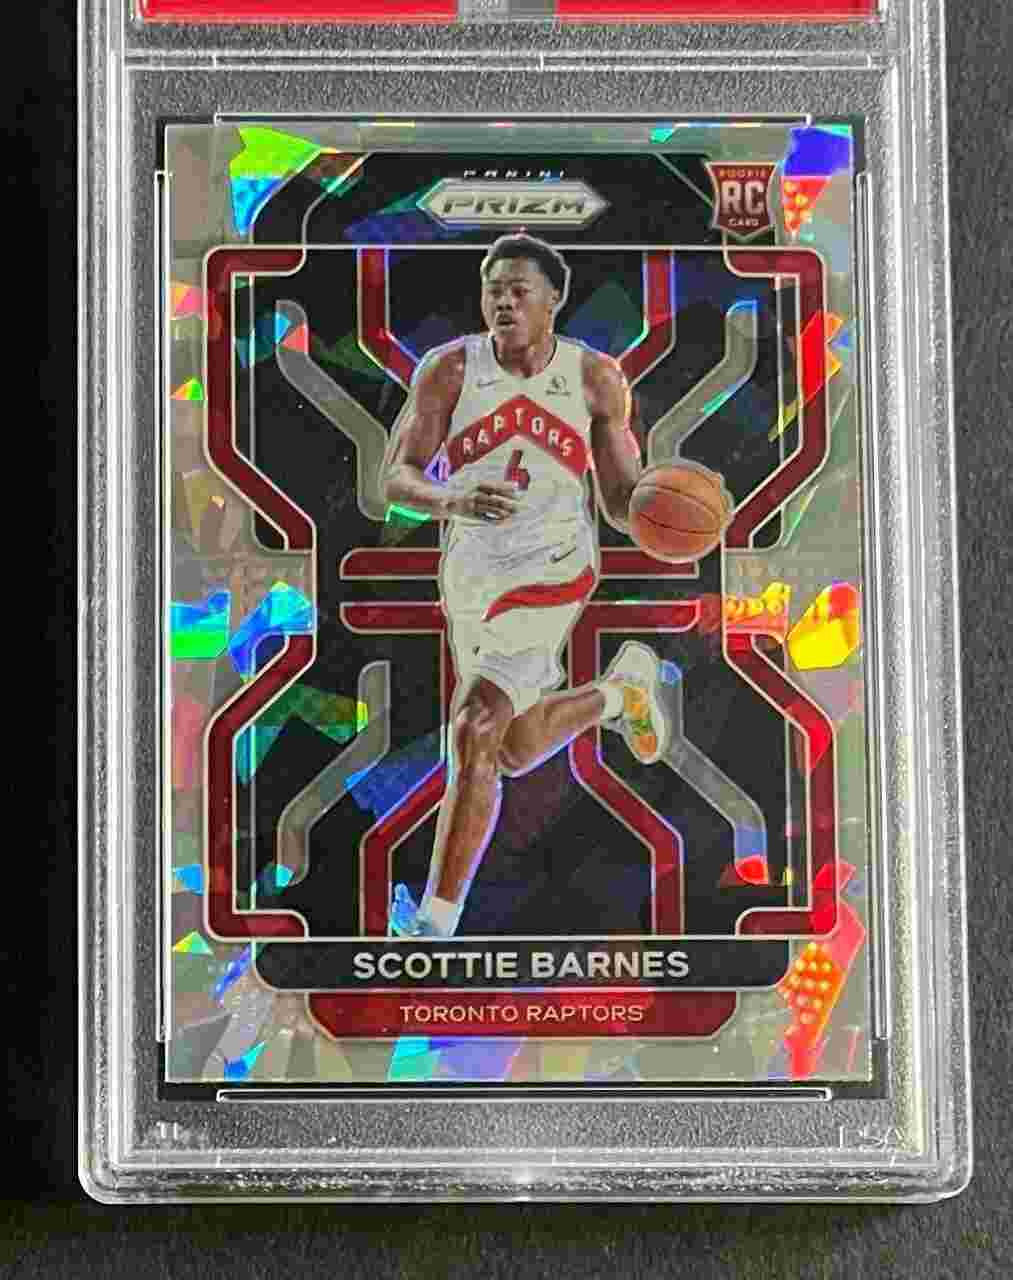 PANINI
PRIZM
ROOKIE
RC
CARD
RAPTORS
4
SCOTTIE BARNES
TORONTO RAPTORS